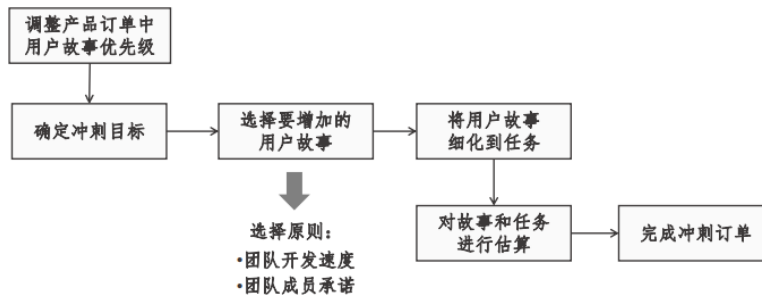 调整产品订单中
用户故事优先级
确定冲刺目标
选择要增加的
用户故事
将用户故事
细化到任务
选择原则：
•团队开发速度
•团队成员承诺
对故事和任务
进行估算
完成冲刺订单